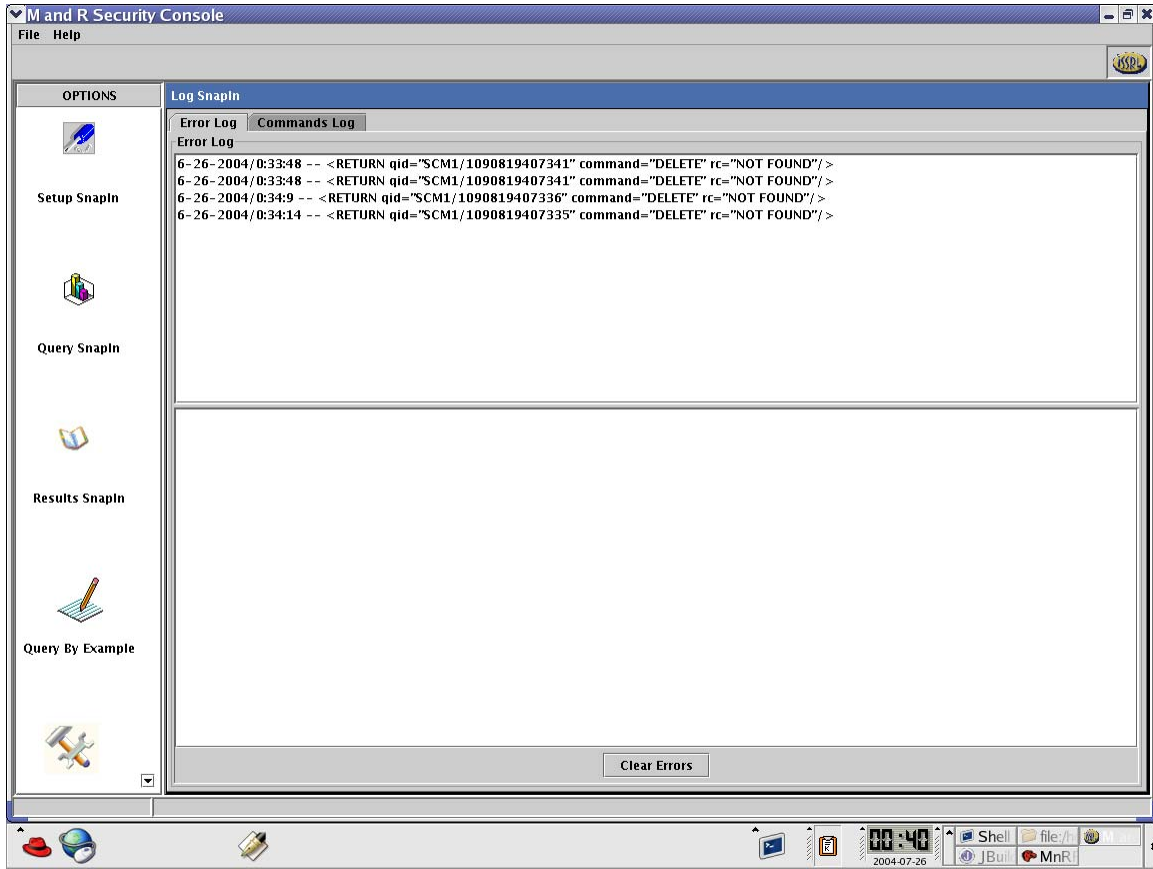 M and R Security Console
File Help
ISSRL
OPTIONS
Setup SnapIn
Query SnapIn
Results SnapIn
Query By Example
Log SnapIn
Error Log Commands Log
Error Log
6-26-2004/0:33:48 -- <RETURN qid="SCM1/1090819407341" command="DELETE" rc="NOT FOUND"/>
6-26-2004/0:33:48 -- <RETURN qid="SCM1/1090819407341" command="DELETE" rc="NOT FOUND"/>
6-26-2004/0:34:9 -- <RETURN qid="SCM1/1090819407336" command="DELETE" rc="NOT FOUND"/>
6-26-2004/0:34:14 -- <RETURN qid="SCM1/1090819407335" command="DELETE" rc="NOT FOUND"/>
Clear Errors
00:40
2004-07-26
Shell file:/h
JBuil MnRI